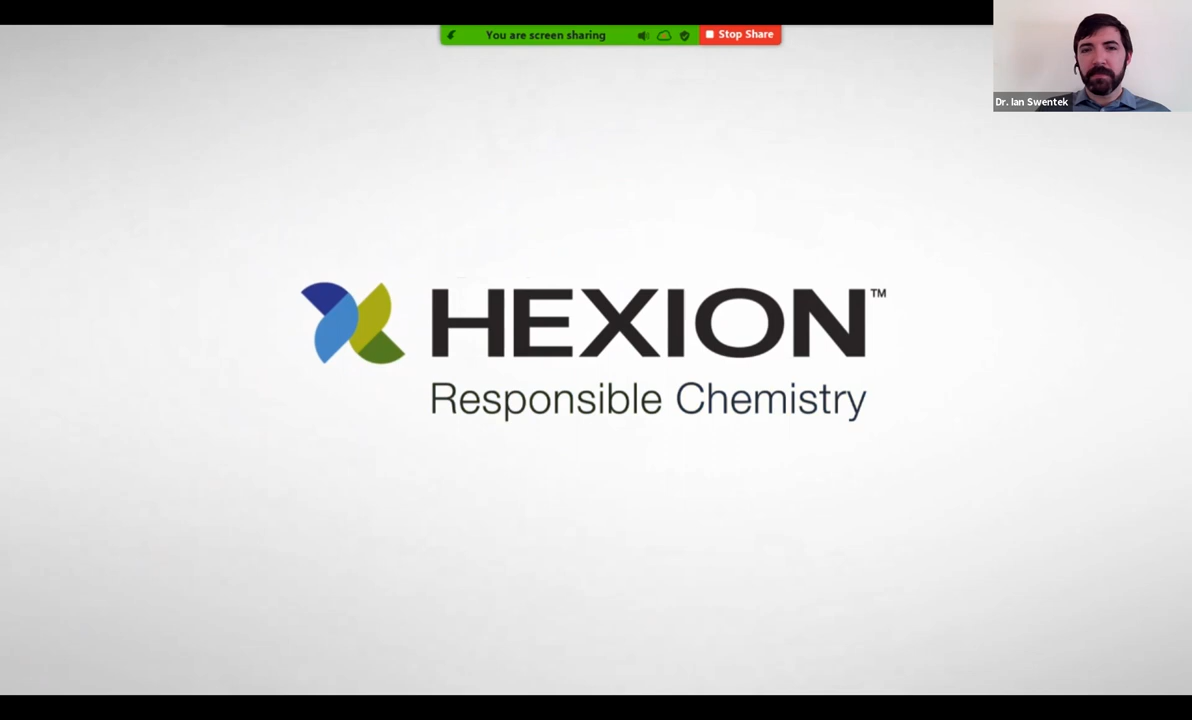 You are screen sharing
Stop Share
Dr. Ian Swentek
HEXION™
Responsible Chemistry